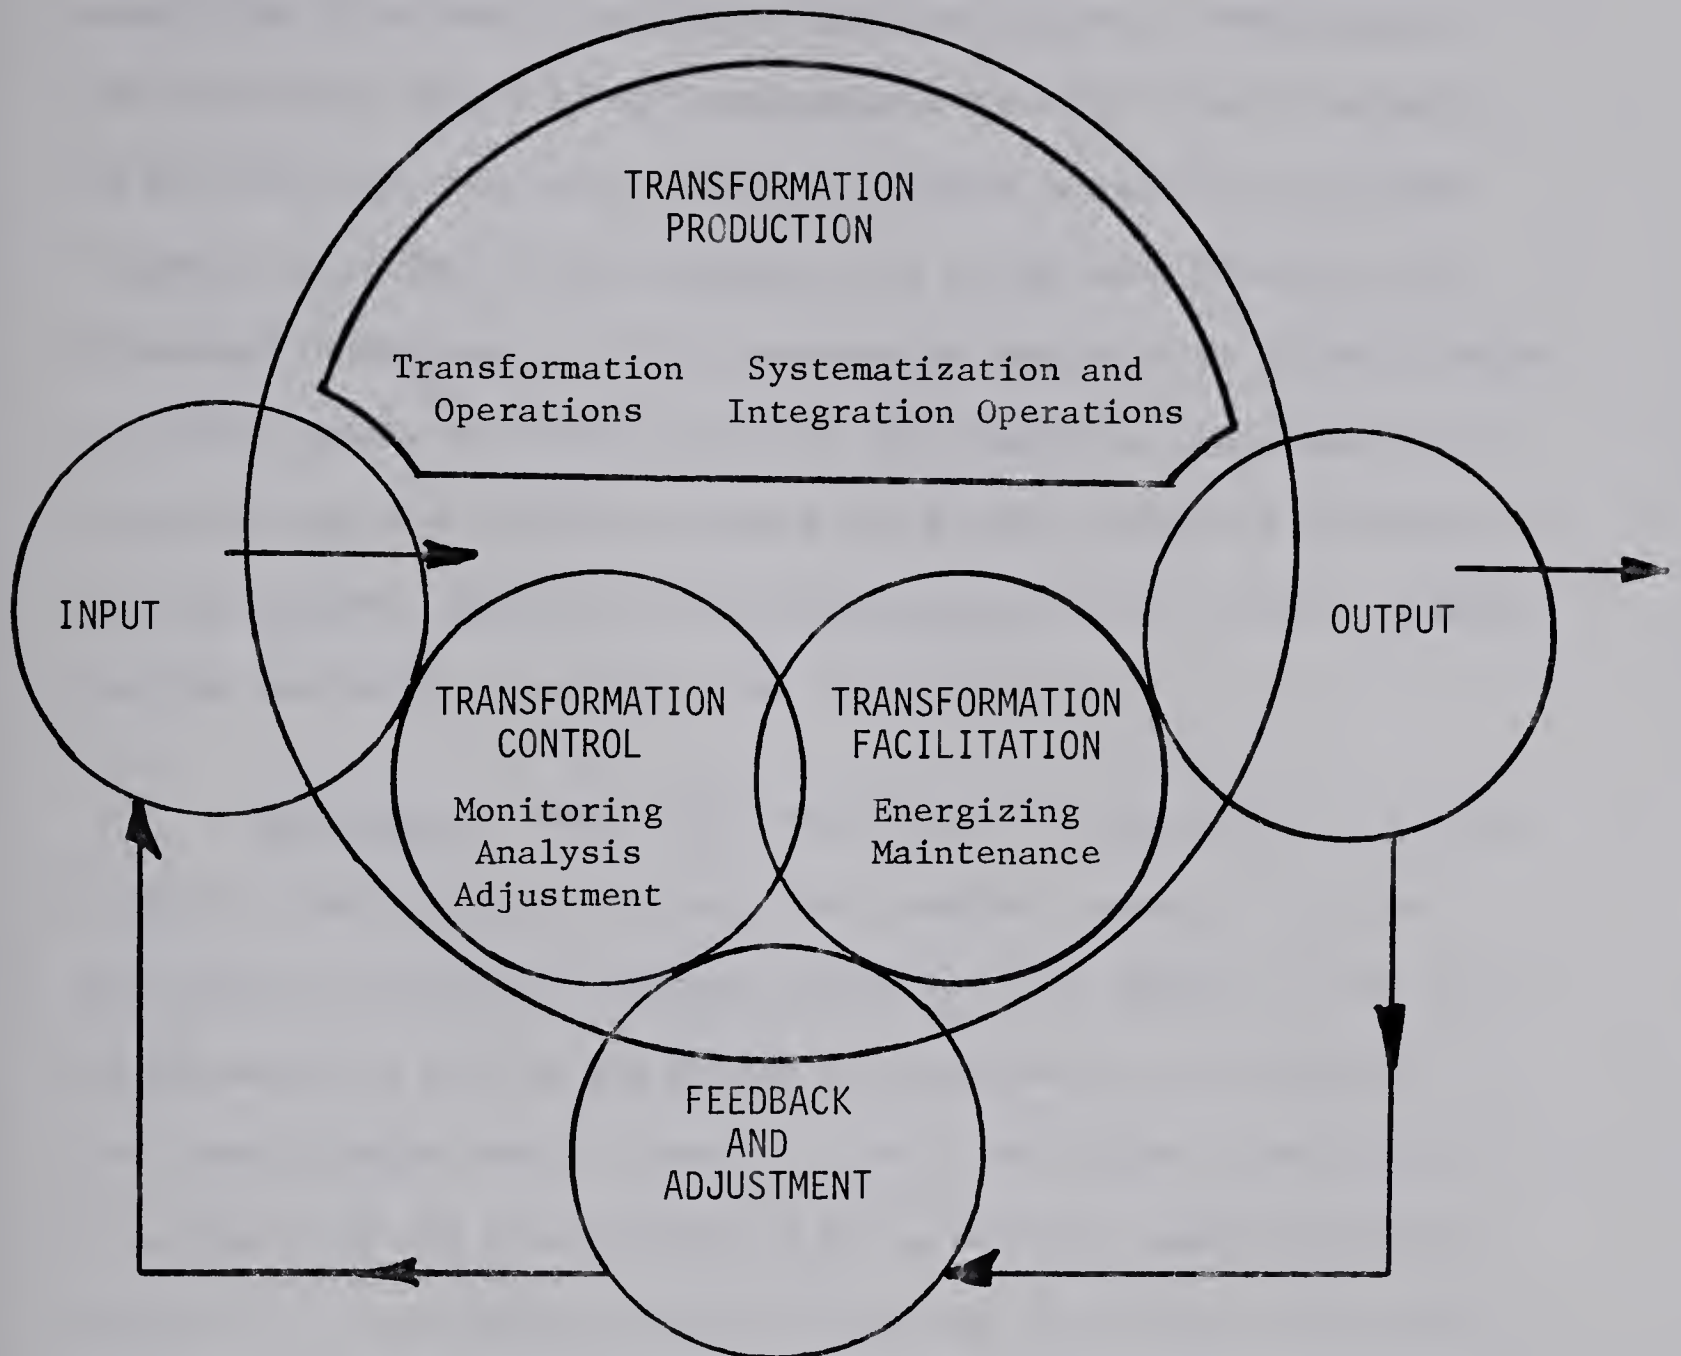 TRANSFORMATION
PRODUCTION
Transformation
Operations
Systematization and
Integration Operations
INPUT
OUTPUT
TRANSFORMATION
CONTROL
Monitoring
Analysis
Adjustment
TRANSFORMATION
FACILITATION
Energizing
Maintenance
FEEDBACK
AND
ADJUSTMENT